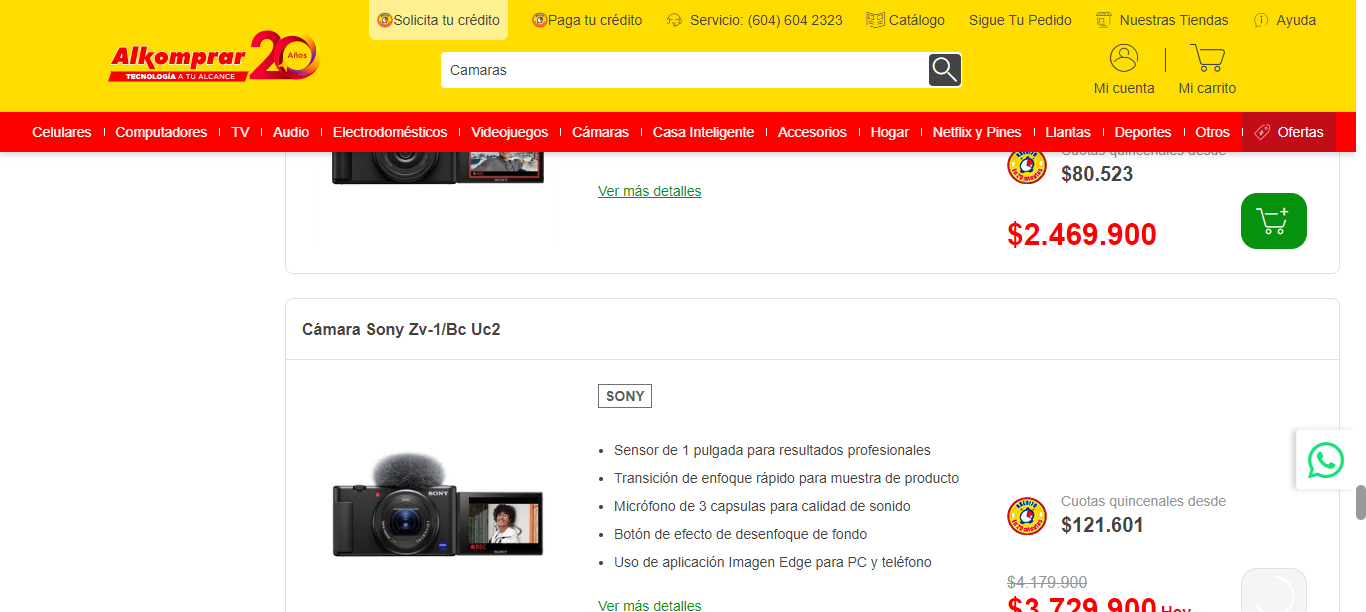 Solicita tu crédito
Paga tu crédito
Servicio: (604) 604 2323
Catálogo
Sigue Tu Pedido
Nuestras Tiendas
Ayuda
Alkomprar 20 Años
TECNOLOGÍA A TU ALCANCE
Camaras
Mi cuenta
Mi carrito
Celulares
Computadores
TV
Audio
Electrodomésticos
Videojuegos
Cámaras
Casa Inteligente
Accesorios
Hogar
Netflix y Pines
Llantas
Deportes
Otros
Ofertas
Cuotas quincenales desde
$80.523
Ver más detalles
$2.469.900
Cámara Sony Zv-1/Bc Uc2
SONY
Sensor de 1 pulgada para resultados profesionales
Transición de enfoque rápido para muestra de producto
Micrófono de 3 capsulas para calidad de sonido
Botón de efecto de desenfoque de fondo
Uso de aplicación Imagen Edge para PC y teléfono
Ver más detalles
SONY
REC
SONY
Cuotas quincenales desde
$121.601
$4.179.900
$3.729.900 Hoy